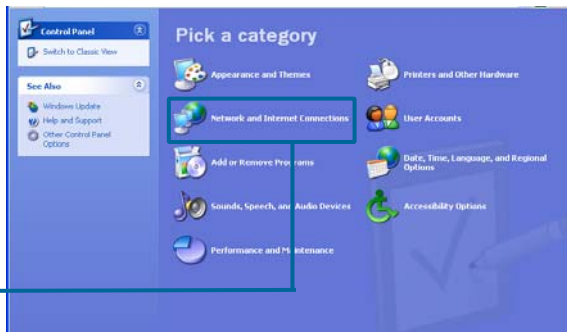 Control Panel
Switch to Classic View
See Also
Windows Update
Help and Support
Other Control Panel
Options
Pick a category
Appearance and Themes
Printers and Other Hardware
Network and Internet Connections
User Accounts
Add or Remove Programs
Date, Time, Language, and Regional
Options
Sounds, Speech, and Audio Devices
Accessibility Options
Performance and Maintenance